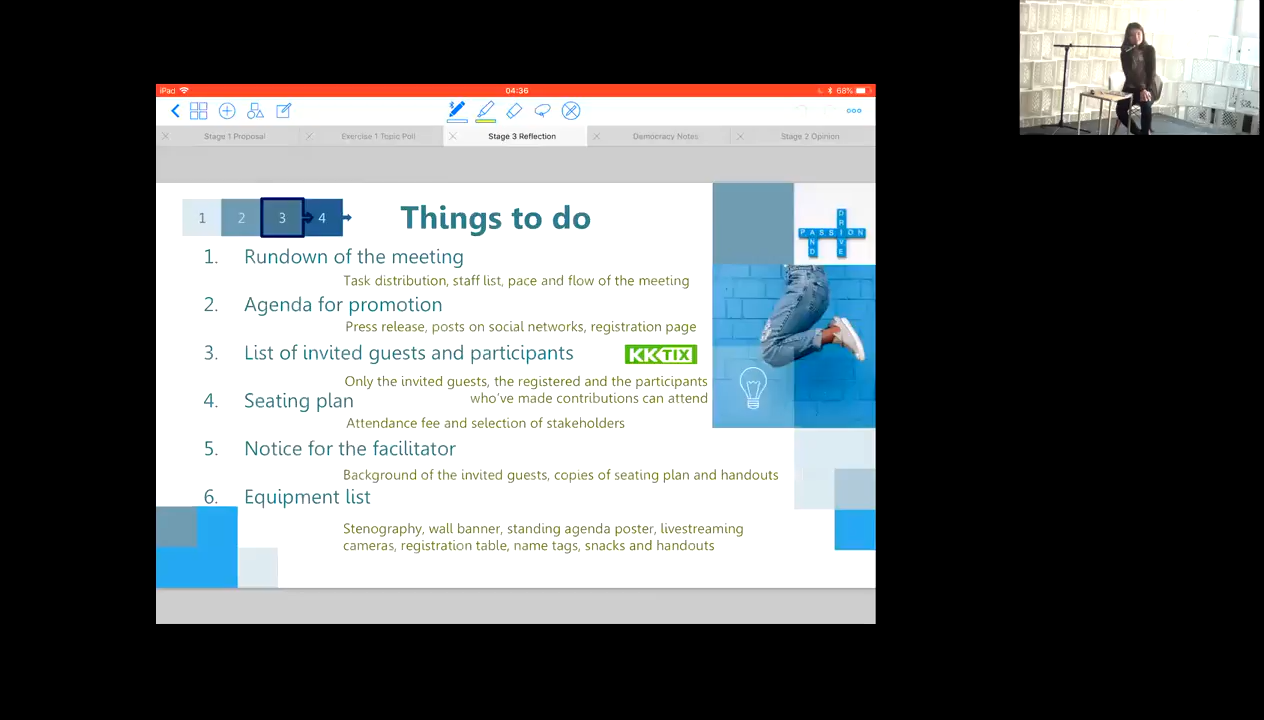 iPad
04:36
68%
Stage 1 Proposal
Exercise 1 Topic Poll
Stage 3 Reflection
Democracy Notes
Stage 2 Opinion
1 2 3 4
Things to do
DRIVE
PASSION
AND
1. Rundown of the meeting
Task distribution, staff list, pace and flow of the meeting
2. Agenda for promotion
Press release, posts on social networks, registration page
3. List of invited guests and participants
KKTIX
Only the invited guests, the registered and the participants
who've made contributions can attend
4. Seating plan
Attendance fee and selection of stakeholders
5. Notice for the facilitator
Background of the invited guests, copies of seating plan and handouts
6. Equipment list
Stenography, wall banner, standing agenda poster, livestreaming
cameras, registration table, name tags, snacks and handouts